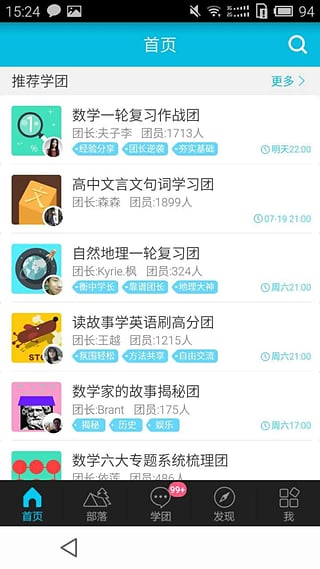 15:24
94
首页
推荐学团
更多
数学一轮复习作战团
团长:夫子李 团员:1713人
经验分享 团长逆袭 夯实基础
明天22:00
高中文言文句词学习团
团长:森森 团员:1899人
07-19 21:00
自然地理一轮复习团
团长:Kyrie.枫 团员:324人
衡中学长 靠谱团长 地理大神
周六21:00
读故事学英语刷高分团
团长:王越 团员:1215人
氛围轻松 方法共享 自由交流
周六21:00
数学家的故事揭秘团
团长:Brant 团员:175人
揭秘 历史 娱乐
周六17:00
数学六大专题系统梳理团
团长:依莲 团员:486人
99+
首页 部落 学团 发现 我